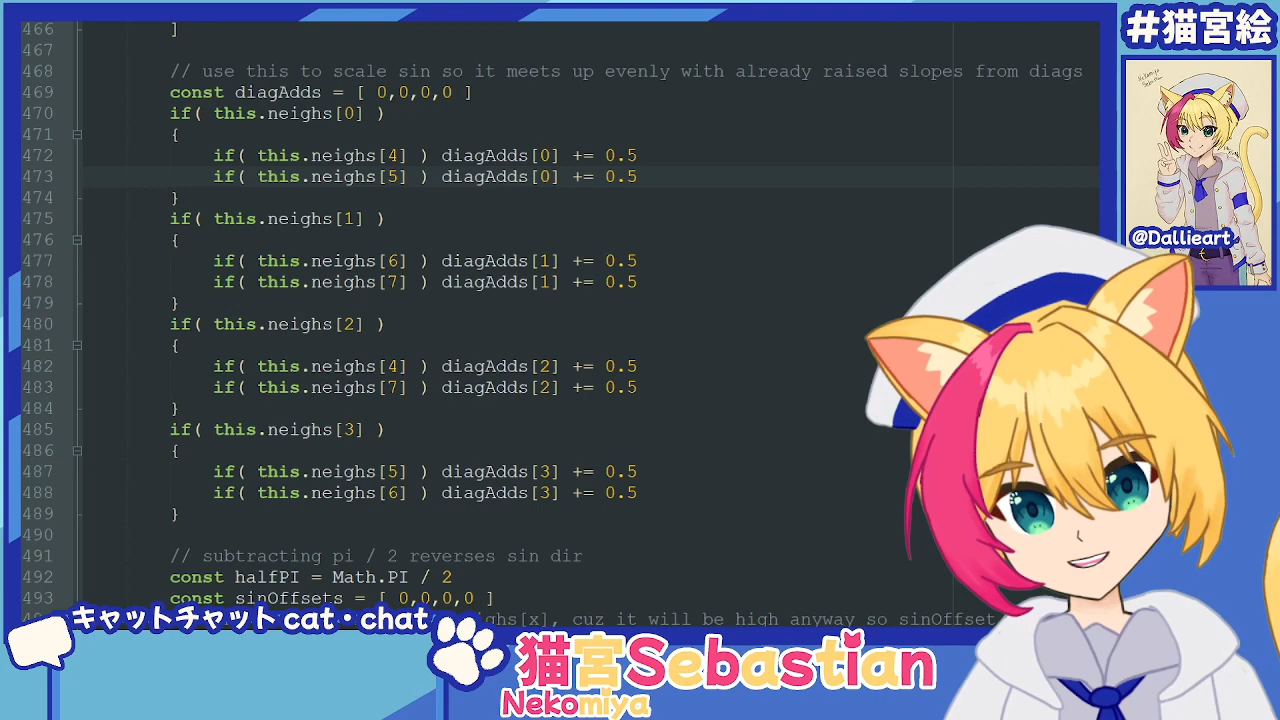 466 ]
467
468 // use this to scale sin so it meets up evenly with already raised slopes from diags
469 const diagAdds = [ 0,0,0,0 ]
470 if( this.neighs[0] )
471 {
472 if( this.neighs[4] ) diagAdds[0] += 0.5
473 if( this.neighs[5] ) diagAdds[0] += 0.5
474 }
475 if( this.neighs[1] )
476 {
477 if( this.neighs[6] ) diagAdds[1] += 0.5
478 if( this.neighs[7] ) diagAdds[1] += 0.5
479 }
480 if( this.neighs[2] )
481 {
482 if( this.neighs[4] ) diagAdds[2] += 0.5
483 if( this.neighs[7] ) diagAdds[2] += 0.5
484 }
485 if( this.neighs[3] )
486 {
487 if( this.neighs[5] ) diagAdds[3] += 0.5
488 if( this.neighs[6] ) diagAdds[3] += 0.5
489 }
490
491 // subtracting pi / 2 reverses sin dir
492 const halfPI = Math.PI / 2
493 const sinOffsets = [ 0,0,0,0 ]
cuz it will be high anyway so sinOffset
#猫宮絵
@Dallieart
キャットチャット cat・chat
猫宮Sebastian
Nekomiya